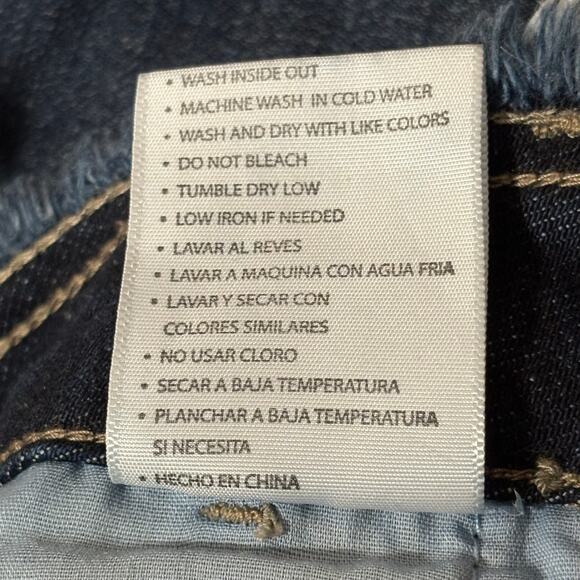 • WASH INSIDE OUT
• MACHINE WASH IN COLD WATER
• WASH AND DRY WITH LIKE COLORS
• DO NOT BLEACH
• TUMBLE DRY LOW
• LOW IRON IF NEEDED
• LAVAR AL REVES
• LAVAR A MAQUINA CON AGUA FRIA
• LAVAR Y SECAR CON
COLORES SIMILARES
• NO USAR CLORO
• SECAR A BAJA TEMPERATURA
• PLANCHAR A BAJA TEMPERATURA
SI NECESITA
• HECHO EN CHINA